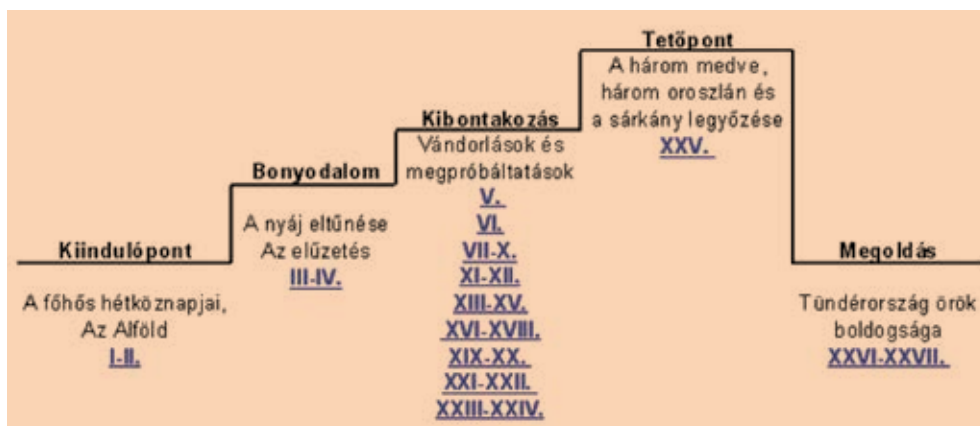 Kiindulópont
A főhős hétköznapjai,
Az Alföld
I-II.
Bonyodalom
A nyáj eltűnése
Az elűzetés
III-IV.
Kibontakozás
Vándorlások és
megpróbáltatások
V.
VI.
VII-X.
XI-XII.
XIII-XV.
XVI-XVIII.
XIX-XX.
XXI-XXII.
XXIII-XXIV.
Tetőpont
A három medve,
három oroszlán és
a sárkány legyőzése
XXV.
Megoldás
Tündérország örök
boldogsága
XXVI-XXVII.